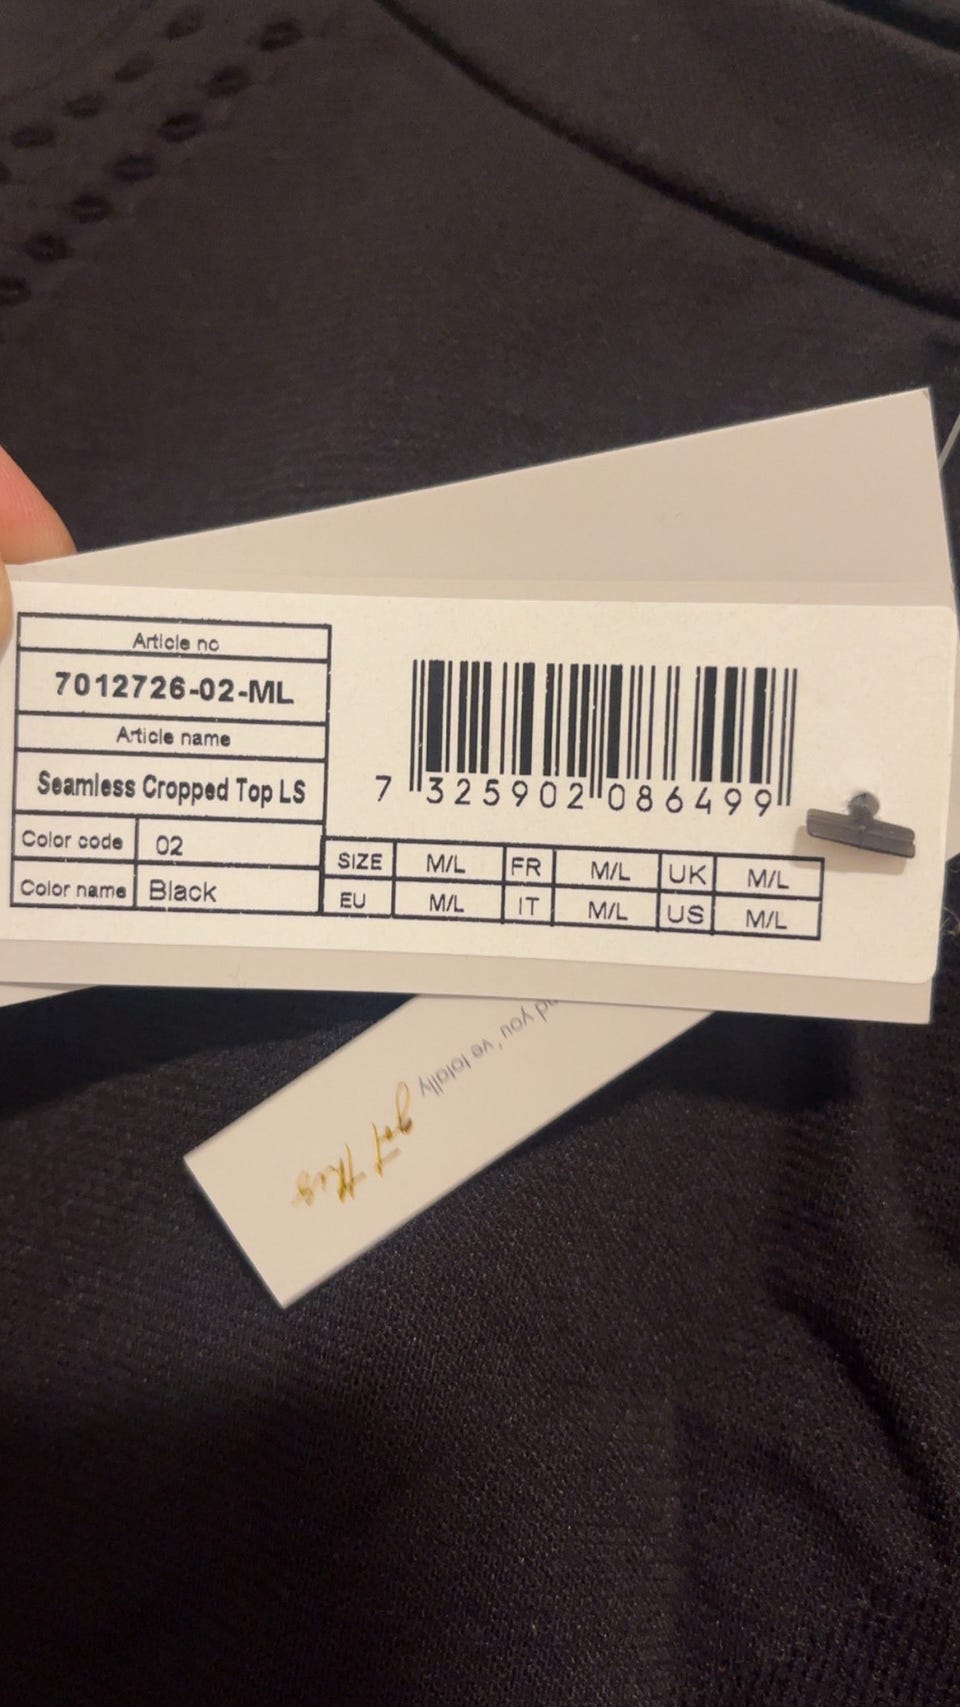 Article no
7012726-02-ML
Article name
Seamless Cropped Top LS
Color code 02
Color name Black
7 325902 086499
SIZE M/L FR M/L UK M/L
EU M/L IT M/L US M/L
you've totally
got this